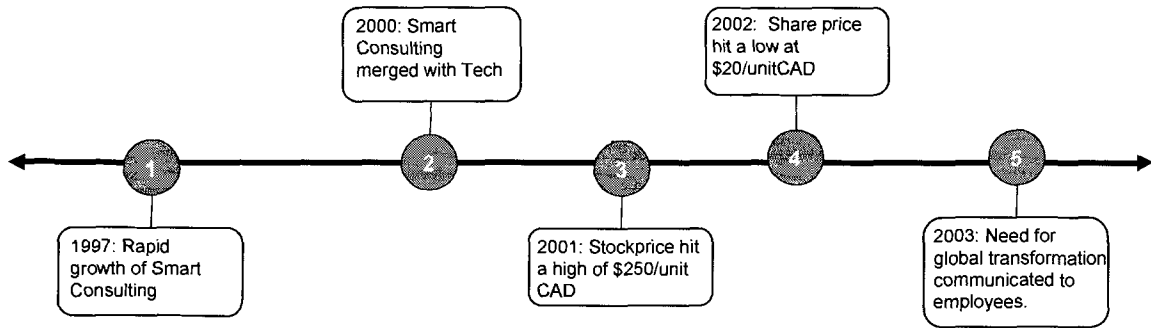 2000: Smart
Consulting
merged with Tech
2002: Share price
hit a low at
$20/unitCAD
1
2
3
4
5
1997: Rapid
growth of Smart
Consulting
2001: Stockprice hit
a high of $250/unit
CAD
2003: Need for
global transformation
communicated to
employees.